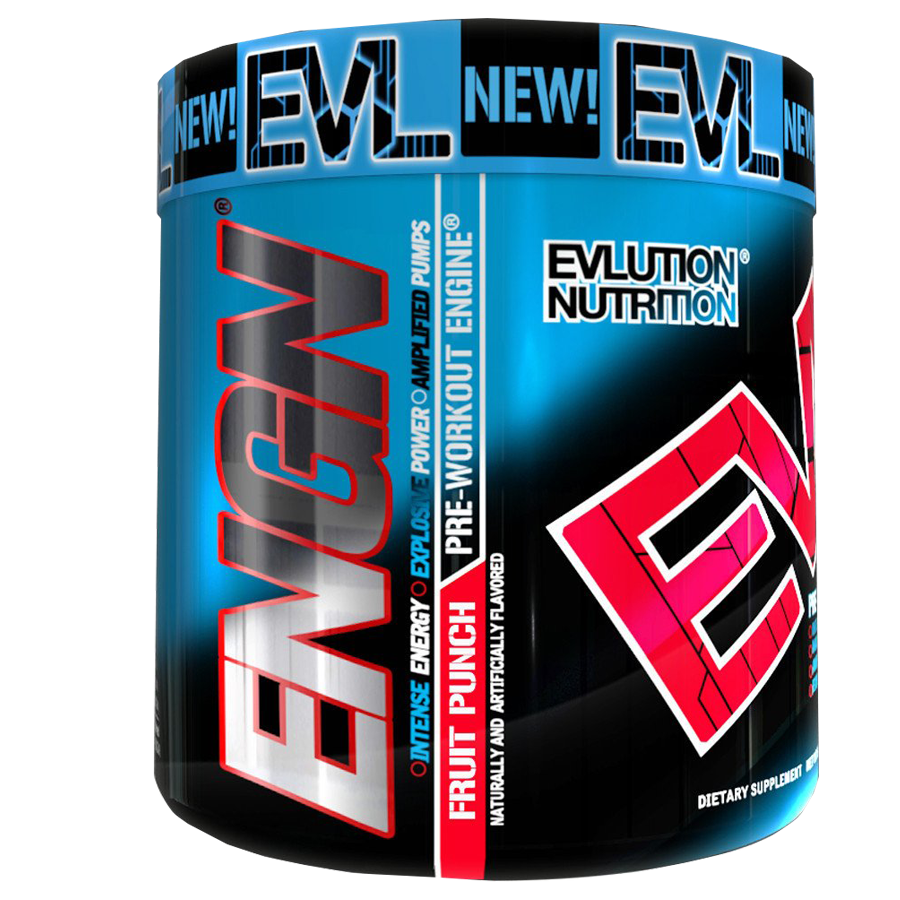 NEW!
EVL
NEW!
EVL
NEW!
ENGN®
INTENSE ENERGY EXPLOSIVE POWER AMPLIFIED PUMPS
PRE-WORKOUT ENGINE®
FRUIT PUNCH
NATURALLY AND ARTIFICIALLY FLAVORED
EVLUTION®
NUTRITION
DIETARY SUPPLEMENT